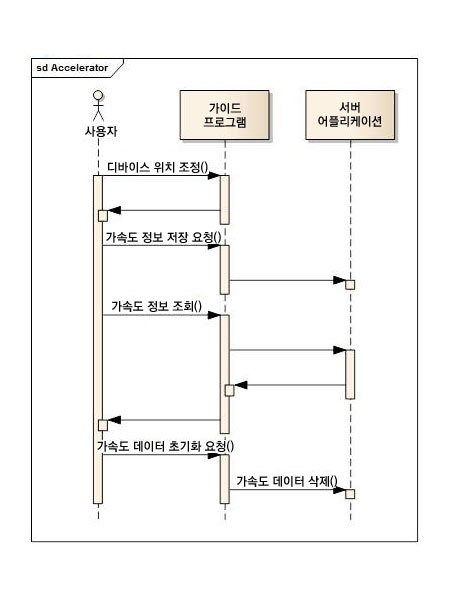 sd Accelerator
사용자
가이드
프로그램
서버
어플리케이션
디바이스 위치 조정()
가속도 정보 저장 요청()
가속도 정보 조회()
가속도 데이터 초기화 요청()
가속도 데이터 삭제()